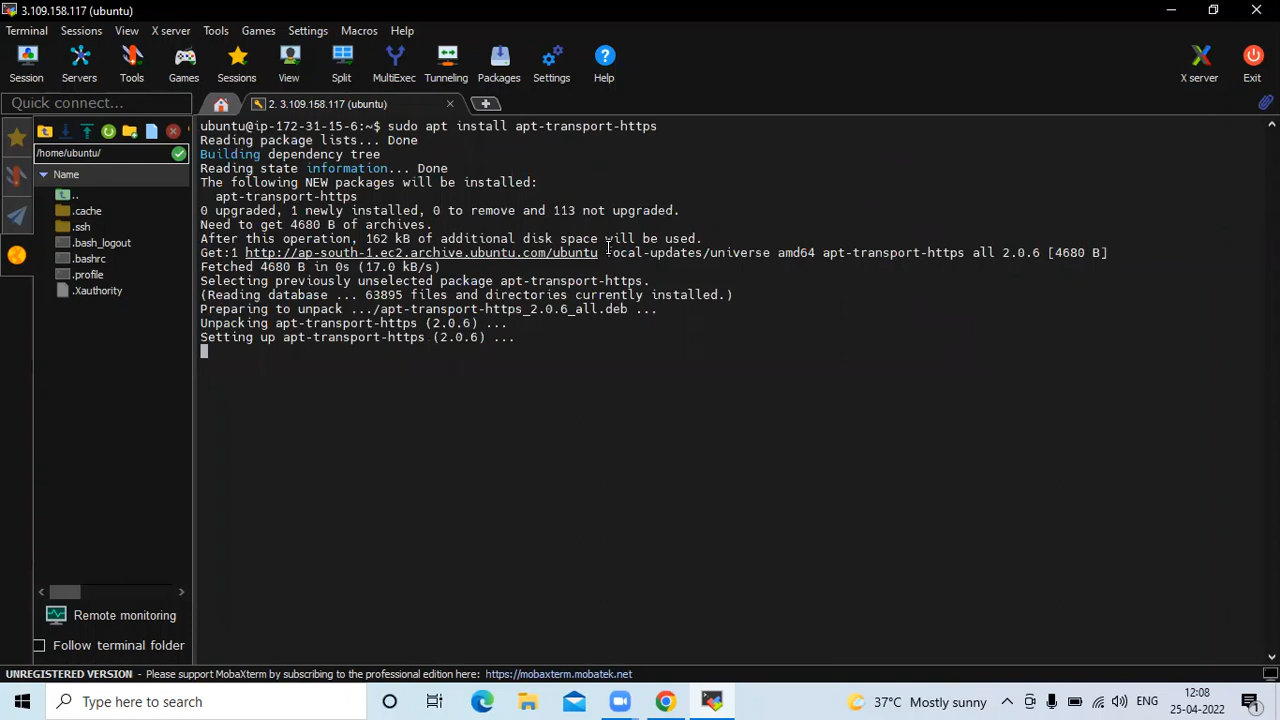 3.109.158.117 (ubuntu)
Terminal Sessions View X server Tools Games Settings Macros Help
Session Servers Tools Games Sessions View Split MultiExec Tunneling Packages Settings Help X server Exit
Quick connect...
2. 3.109.158.117 (ubuntu)
/home/ubuntu/
Name
..
.cache
.ssh
.bash_logout
.bashrc
.profile
.Xauthority
ubuntu@ip-172-31-15-6:~$ sudo apt install apt-transport-https
Reading package lists... Done
Building dependency tree
Reading state information... Done
The following NEW packages will be installed:
apt-transport-https
0 upgraded, 1 newly installed, 0 to remove and 113 not upgraded.
Need to get 4680 B of archives.
After this operation, 162 kB of additional disk space will be used.
Get:1 http://ap-south-1.ec2.archive.ubuntu.com/ubuntu focal-updates/universe amd64 apt-transport-https all 2.0.6 [4680 B]
Fetched 4680 B in 0s (17.0 kB/s)
Selecting previously unselected package apt-transport-https.
(Reading database ... 63895 files and directories currently installed.)
Preparing to unpack .../apt-transport-https_2.0.6_all.deb ...
Unpacking apt-transport-https (2.0.6) ...
Setting up apt-transport-https (2.0.6) ...
Remote monitoring
Follow terminal folder
UNREGISTERED VERSION - Please support MobaXterm by subscribing to the professional edition here: https://mobaxterm.mobatek.net
Type here to search
37°C Mostly sunny
ENG
12:08
25-04-2022
1